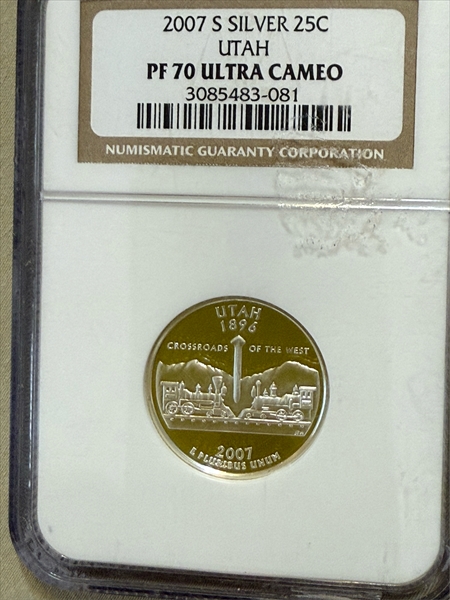 2007 S SILVER 25C
UTAH
PF 70 ULTRA CAMEO
3085483-081
NUMISMATIC GUARANTY CORPORATION
UTAH
1896
CROSSROADS OF THE WEST
2007
E PLURIBUS UNUM